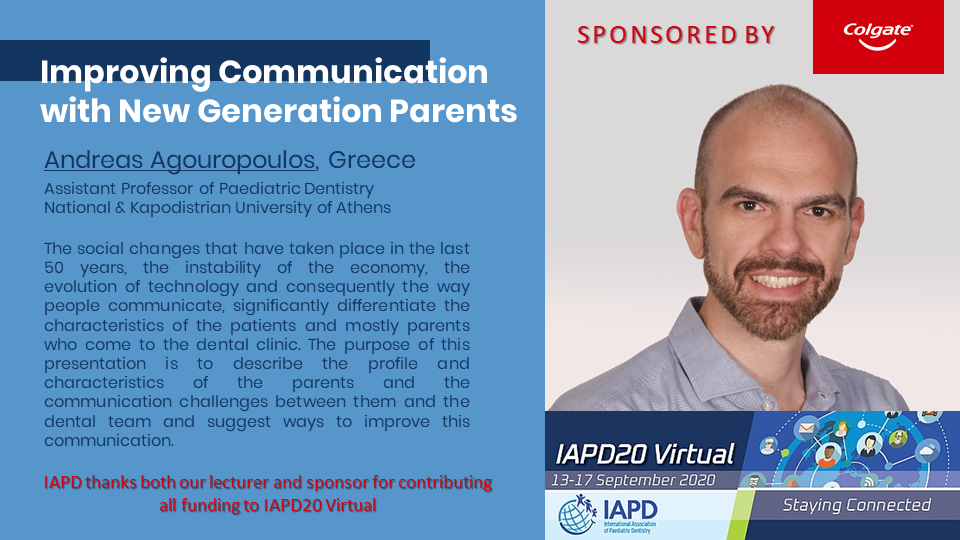 Improving Communication
with New Generation Parents
Andreas Agouropoulos, Greece
Assistant Professor of Paediatric Dentistry
National & Kapodistrian University of Athens
The social changes that have taken place in the last
50 years, the instability of the economy, the
evolution of technology and consequently the way
people communicate, significantly differentiate the
characteristics of the patients and mostly parents
who come to the dental clinic. The purpose of this
presentation is to describe the profile and
characteristics of the parents and the
communication challenges between them and the
dental team and suggest ways to improve this
communication.
IAPD thanks both our lecturer and sponsor for contributing
all funding to IAPD20 Virtual
SPONSORED BY
Colgate®
IAPD20 Virtual
13-17 September 2020
IAPD
International Association
of Paediatric Dentistry
Staying Connected